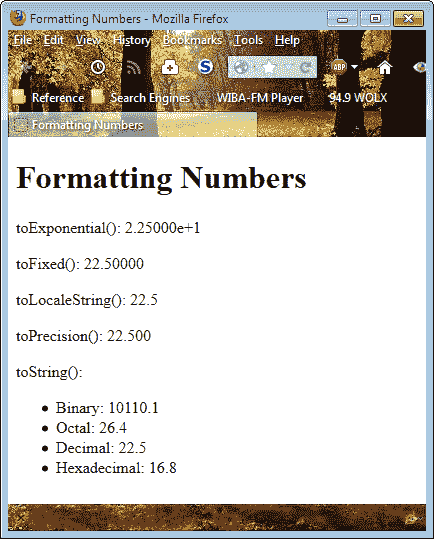 Formatting Numbers - Mozilla Firefox
File Edit View History Bookmarks Tools Help
ABP
Reference Search Engines WIBA-FM Player 94.9 WOLX
Formatting Numbers
Formatting Numbers
toExponential(): 2.25000e+1
toFixed(): 22.50000
toLocaleString(): 22.5
toPrecision(): 22.500
toString():
• Binary: 10110.1
• Octal: 26.4
• Decimal: 22.5
• Hexadecimal: 16.8